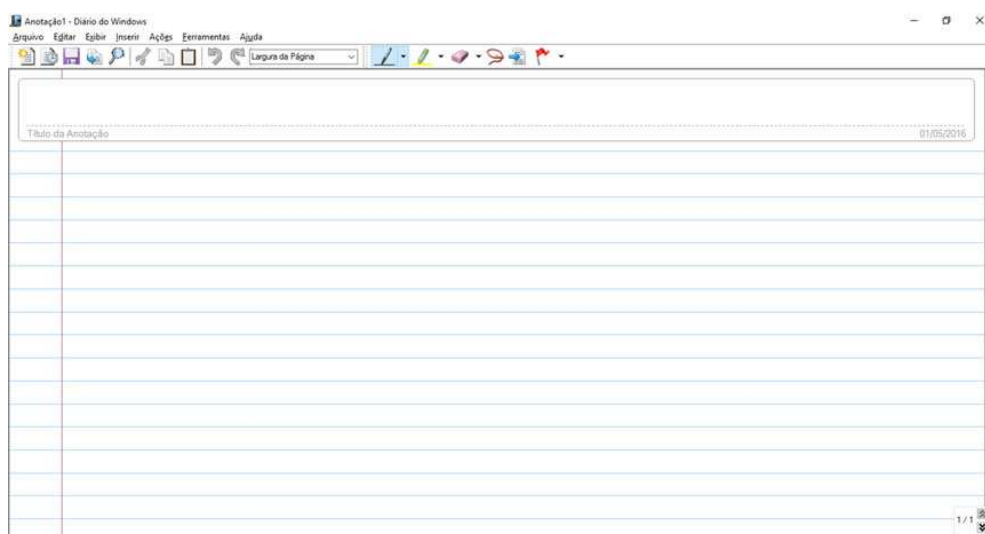 Anotação1 - Diário do Windows
Arquivo Editar Exibir Inserir Ações Ferramentas Ajuda
Largura da Página
Título da Anotação 01/05/2016
1 / 1